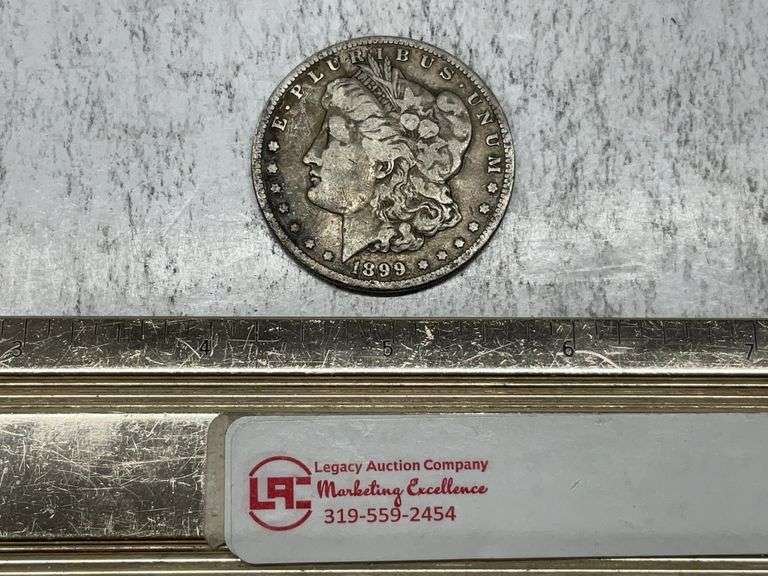 E · PLURIBUS · UNUM
LIBERTY
1899
3 4 5 6 7
LAC
Legacy Auction Company
Marketing Excellence
319-559-2454